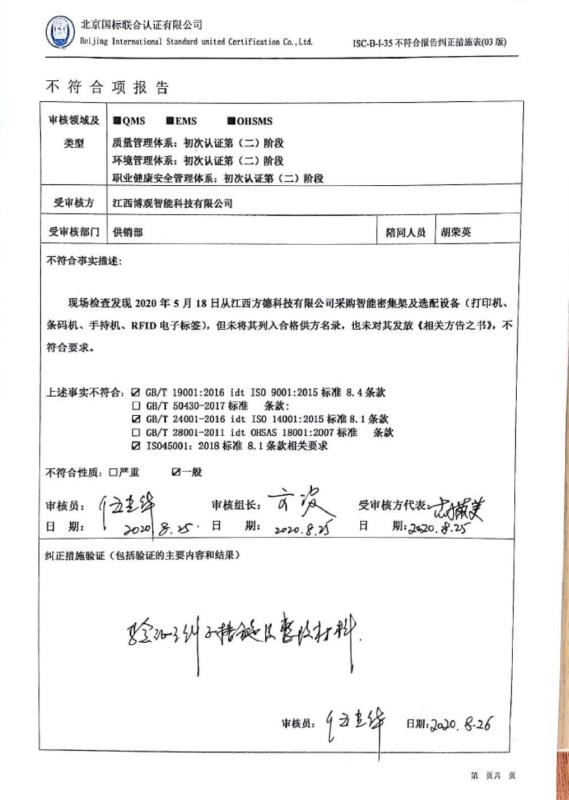 北京国标联合认证有限公司
Beijing International Standard united Certification Co.,Ltd.
ISC-B-I-35 不符合报告纠正措施表(03 版)
不符合项报告
审核领域及类型
■QMS ■EMS ■OHSMS
质量管理体系：初次认证第（二）阶段
环境管理体系：初次认证第（二）阶段
职业健康安全管理体系：初次认证第（二）阶段
受审核方 江西博观智能科技有限公司
受审核部门 供销部 陪同人员 胡荣英
不符合事实描述：
现场检查发现 2020 年 5 月 18 日从江西方德科技有限公司采购智能密集架及选配设备（打印机、
条码机、手持机、RFID 电子标签），但未将其列入合格供方名录，也未对其发放《相关方告之书》，不
符合要求。
上述事实不符合：☑ GB/T 19001:2016 idt ISO 9001:2015 标准 8.4 条款
□ GB/T 50430-2017 标准 条款：
☑ GB/T 24001-2016 idt ISO 14001:2015 标准 8.1 条款
□ GB/T 28001-2011 idt OHSAS 18001:2007 标准 条款
☑ ISO45001：2018 标准 8.1 条款相关要求
不符合性质：□严重 ☑一般
审核员： 审核组长： 受审核方代表：
日 期： 2020.8.25. 日 期： 2020.8.25 日 期：2020.8.25
纠正措施验证（包括验证的主要内容和结果）
验证了纠正措施及整改材料.
审核员： 日期：2020.8.26
第 页共 页